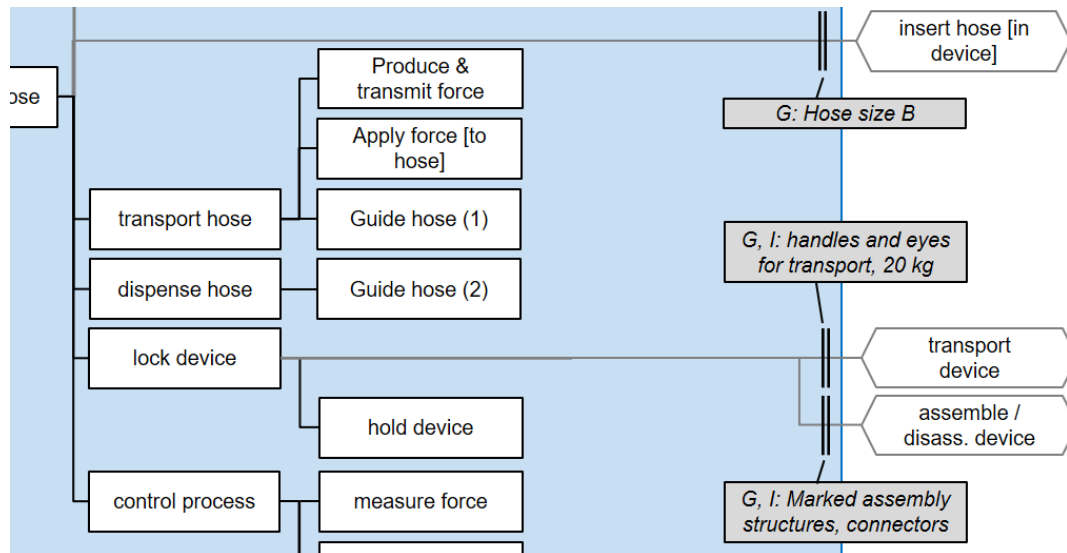 insert hose [in
device]
Produce &
transmit force
ose
G: Hose size B
Apply force [to
hose]
transport hose
Guide hose (1)
G, I: handles and eyes
for transport, 20 kg
dispense hose
Guide hose (2)
lock device
transport
device
hold device
assemble /
disass. device
control process
measure force
G, I: Marked assembly
structures, connectors